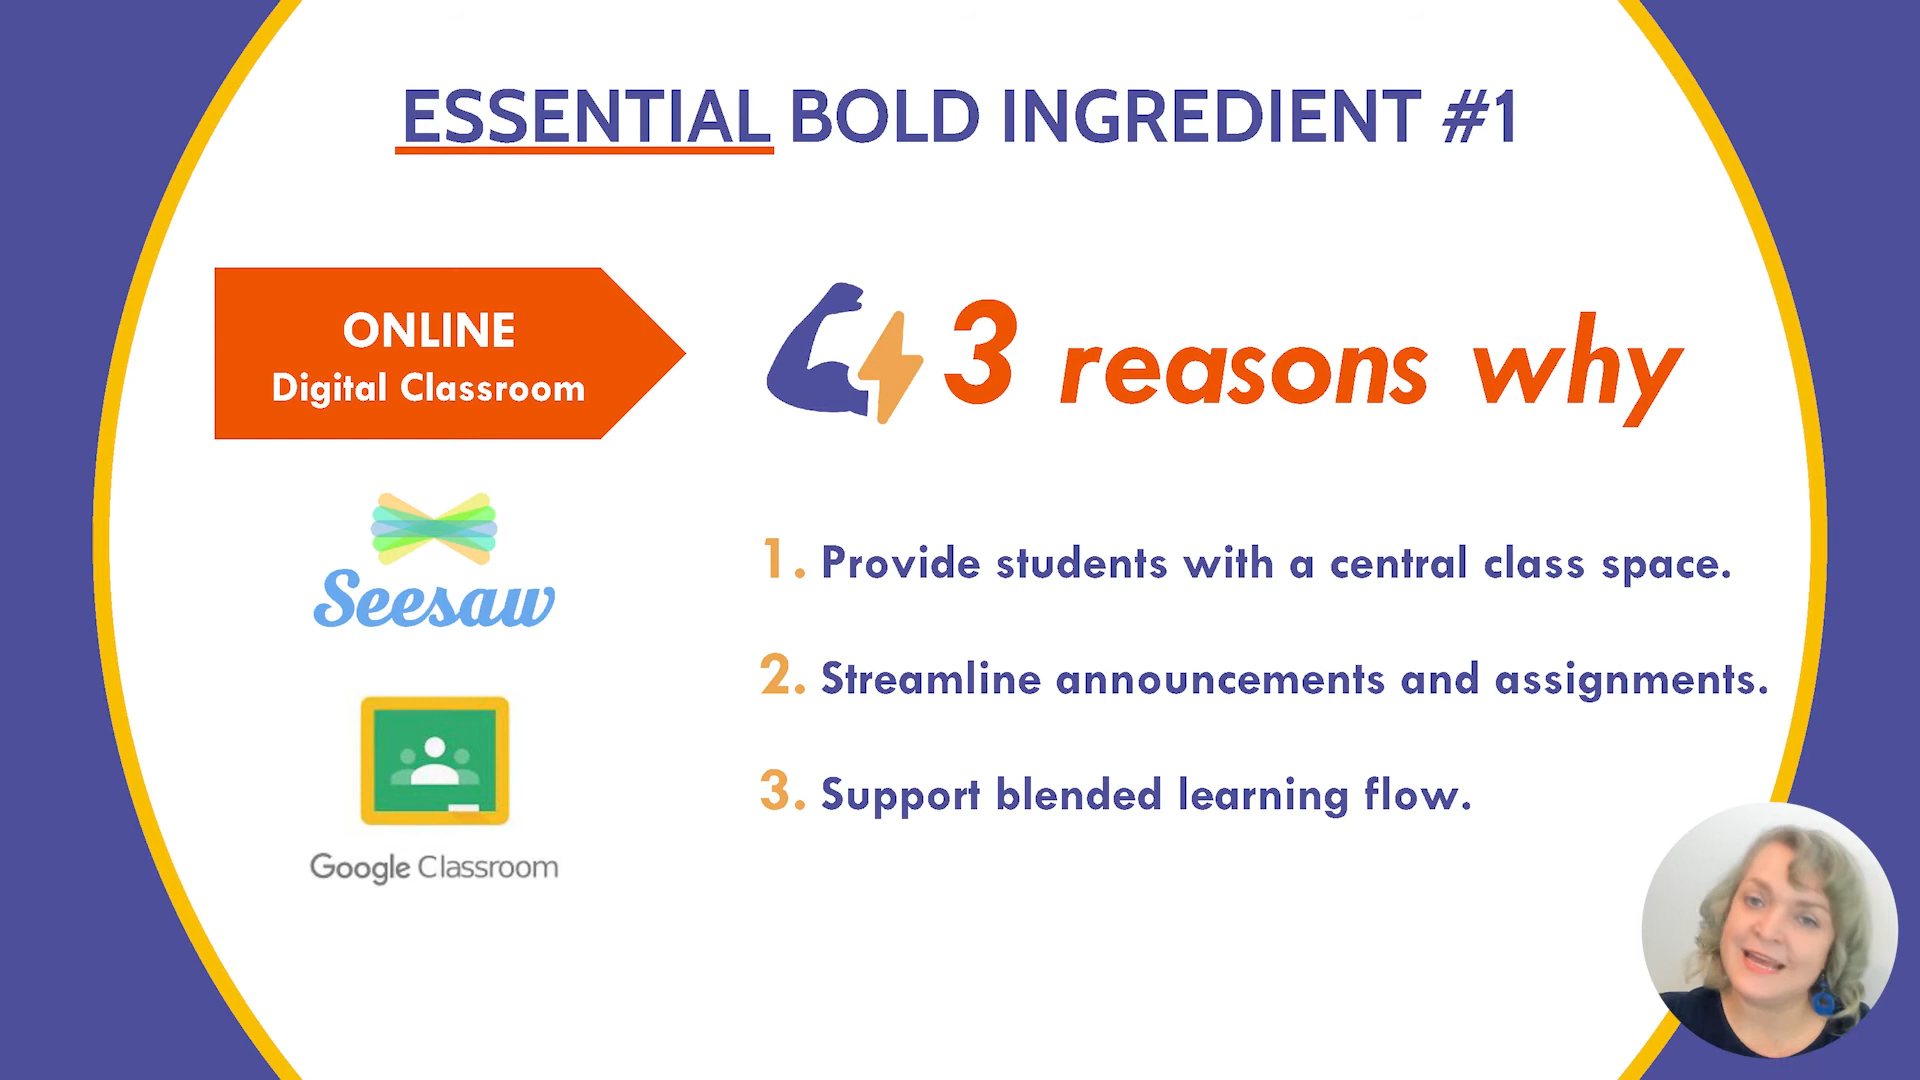 ESSENTIAL BOLD INGREDIENT #1
ONLINE
Digital Classroom
3 reasons why
Seesaw
Google Classroom
1. Provide students with a central class space.
2. Streamline announcements and assignments.
3. Support blended learning flow.